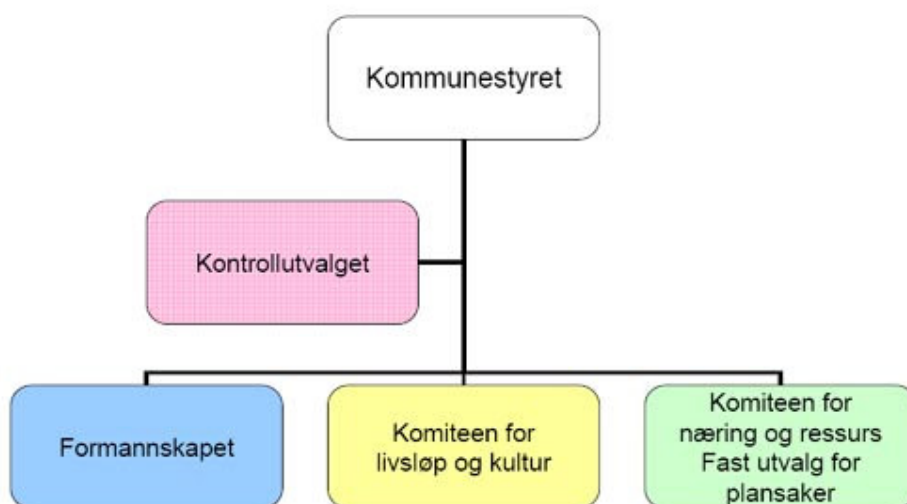 Kommunestyret
Kontrollutvalget
Formannskapet
Komiteen for
livsløp og kultur
Komiteen for
næring og ressurs
Fast utvalg for
plansaker